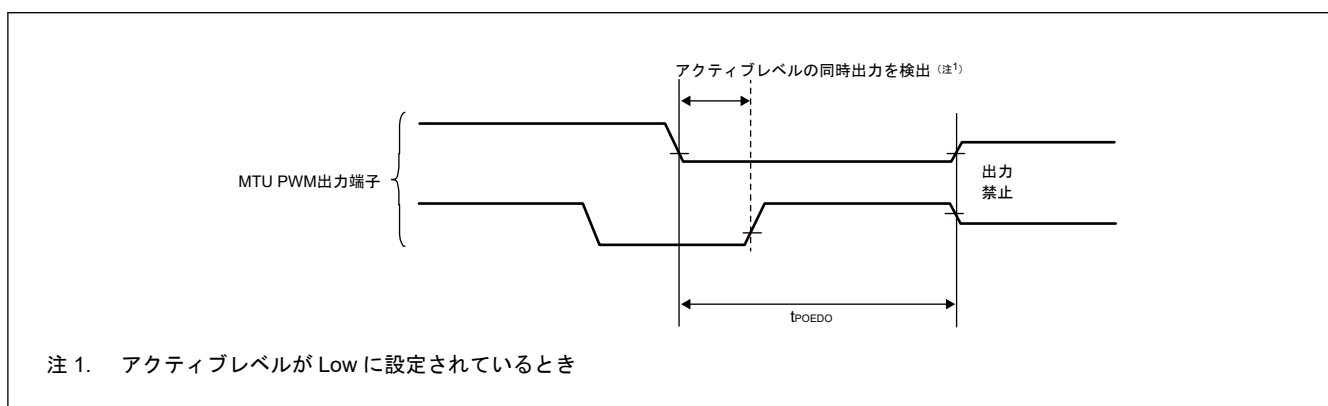 アクティブレベルの同時出力を検出（注1）
MTU PWM出力端子
出力
禁止
tPOEDO
注 1. アクティブレベルが Low に設定されているとき